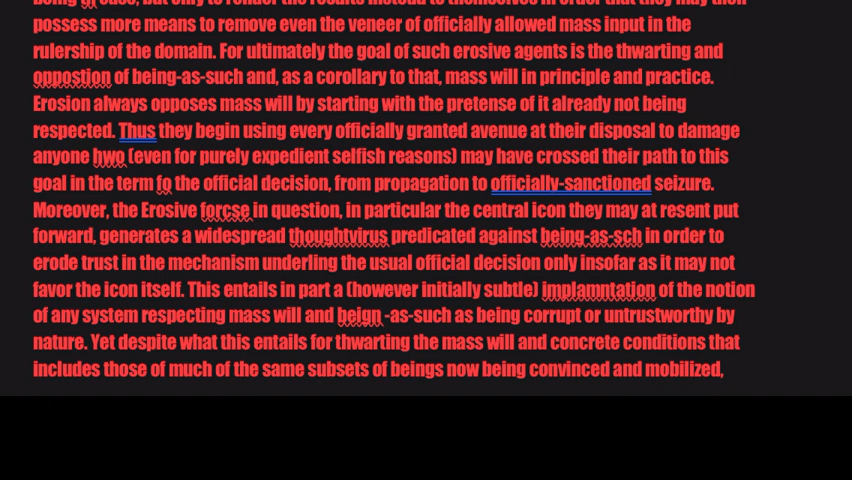 possess more means to remove even the veneer of officially allowed mass input in the
rulership of the domain. For ultimately the goal of such erosive agents is the thwarting and
oppostion of being-as-such and, as a corollary to that, mass will in principle and practice.
Erosion always opposes mass will by starting with the pretense of it already not being
respected. Thus they begin using every officially granted avenue at their disposal to damage
anyone hwo (even for purely expedient selfish reasons) may have crossed their path to this
goal in the term fo the official decision, from propagation to officially-sanctioned seizure.
Moreover, the Erosive forcse in question, in particular the central icon they may at resent put
forward, generates a widespread thoughtvirus predicated against being-as-sch in order to
erode trust in the mechanism underling the usual official decision only insofar as it may not
favor the icon itself. This entails in part a (however initially subtle) implamntation of the notion
of any system respecting mass will and beign -as-such as being corrupt or untrustworthy by
nature. Yet despite what this entails for thwarting the mass will and concrete conditions that
includes those of much of the same subsets of beings now being convinced and mobilized,